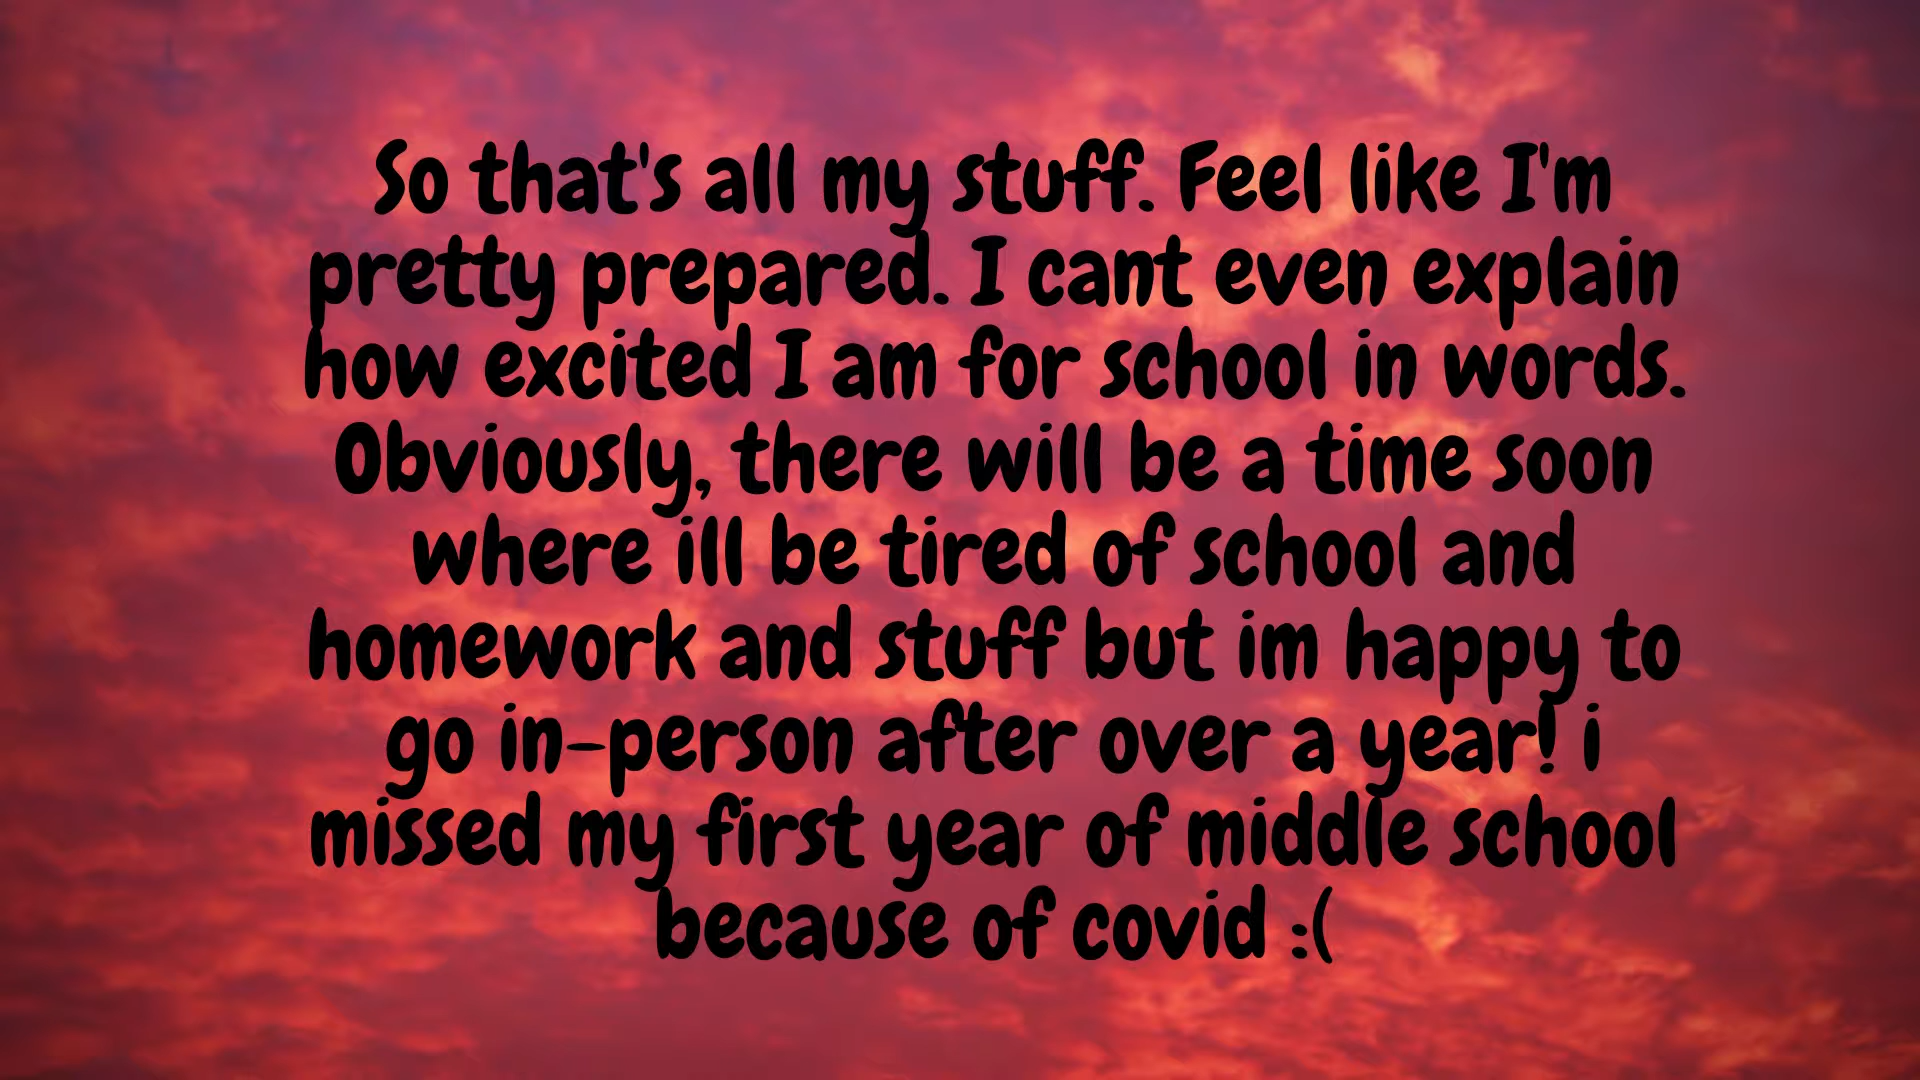 So that's all my stuff. Feel like I'm
pretty prepared. I cant even explain
how excited I am for school in words.
Obviously, there will be a time soon
where ill be tired of school and
homework and stuff but im happy to
go in-person after over a year! i
missed my first year of middle school
because of covid :(